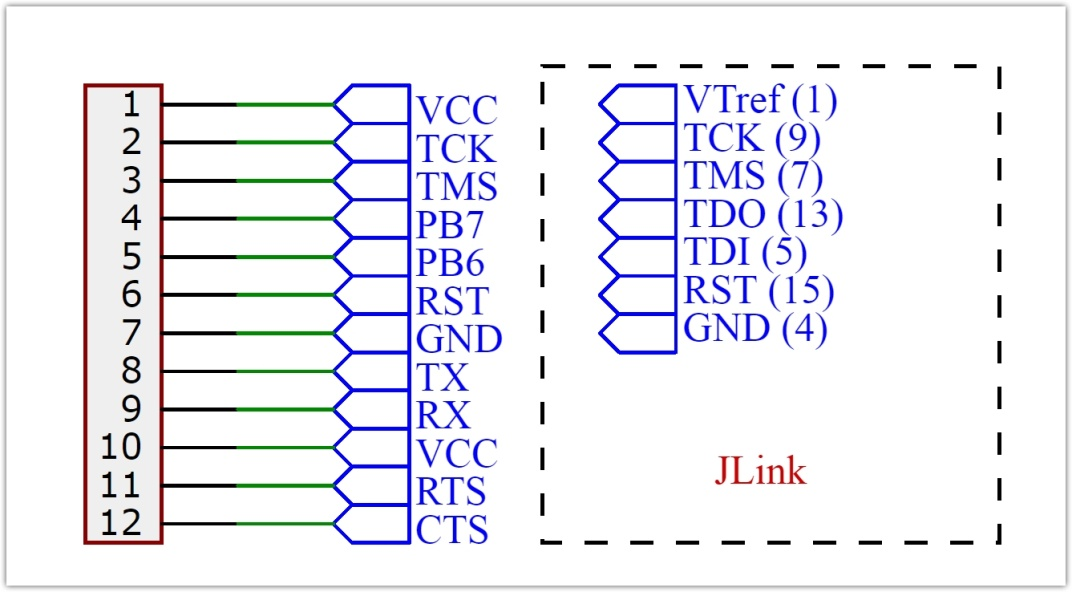 1 VCC
2 TCK
3 TMS
4 PB7
5 PB6
6 RST
7 GND
8 TX
9 RX
10 VCC
11 RTS
12 CTS
VTref (1)
TCK (9)
TMS (7)
TDO (13)
TDI (5)
RST (15)
GND (4)
JLink